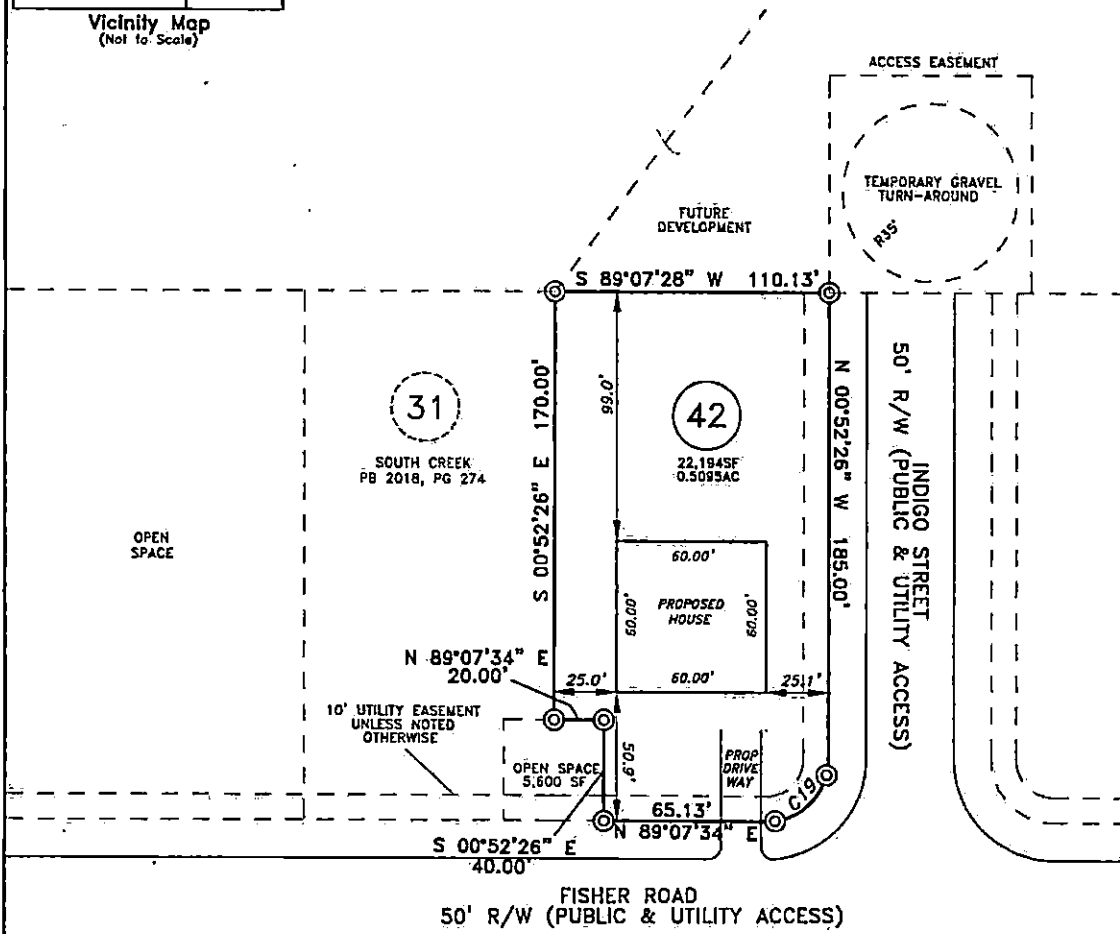 Vicinity Map
(Not to Scale)
ACCESS EASEMENT
TEMPORARY GRAVEL
TURN-AROUND
R35'
FUTURE
DEVELOPMENT
S 89°07'28" W 110.13'
S 00°52'26" E 170.00'
99.0'
N 00°52'26" W 185.00'
INDIGO STREET
50' R/W (PUBLIC & UTILITY ACCESS)
31
SOUTH CREEK
PB 2018, PG 274
42
22,194SF
0.5095AC
OPEN
SPACE
60.00'
60.00'
PROPOSED
HOUSE
60.00'
60.00'
N 89°07'34" E
20.00'
25.0'
25.1'
10' UTILITY EASEMENT
UNLESS NOTED
OTHERWISE
OPEN SPACE
5,600 SF
50.9'
PROP
DRIVE
WAY
C19
65.13'
N 89°07'34" E
S 00°52'26" E
40.00'
FISHER ROAD
50' R/W (PUBLIC & UTILITY ACCESS)